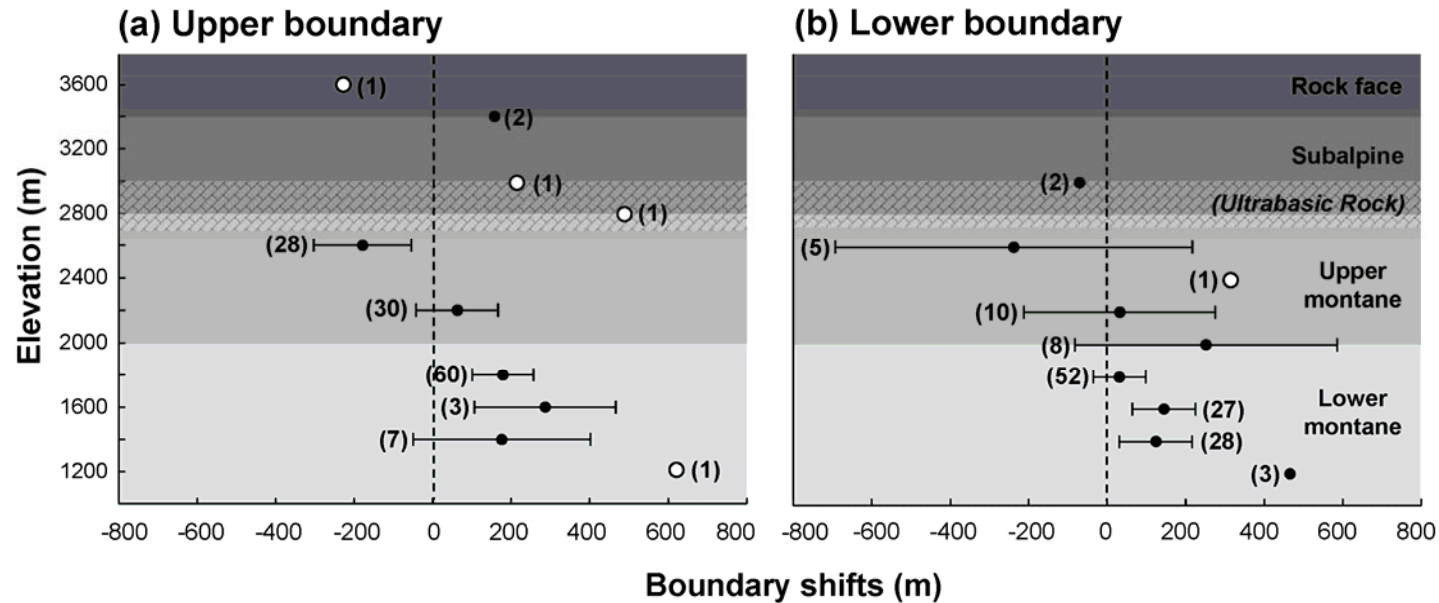 (a) Upper boundary
(b) Lower boundary
Elevation (m)
3600
3200
2800
2400
2000
1600
1200
(1)
(2)
(1)
(1)
(28)
(30)
(60)
(3)
(7)
(1)
-800 -600 -400 -200 0 200 400 600 800
Rock face
Subalpine
(2)
(Ultrabasic Rock)
(5)
(1)
Upper
montane
(10)
(8)
(52)
(27)
Lower
montane
(28)
(3)
-800 -600 -400 -200 0 200 400 600 800
Boundary shifts (m)